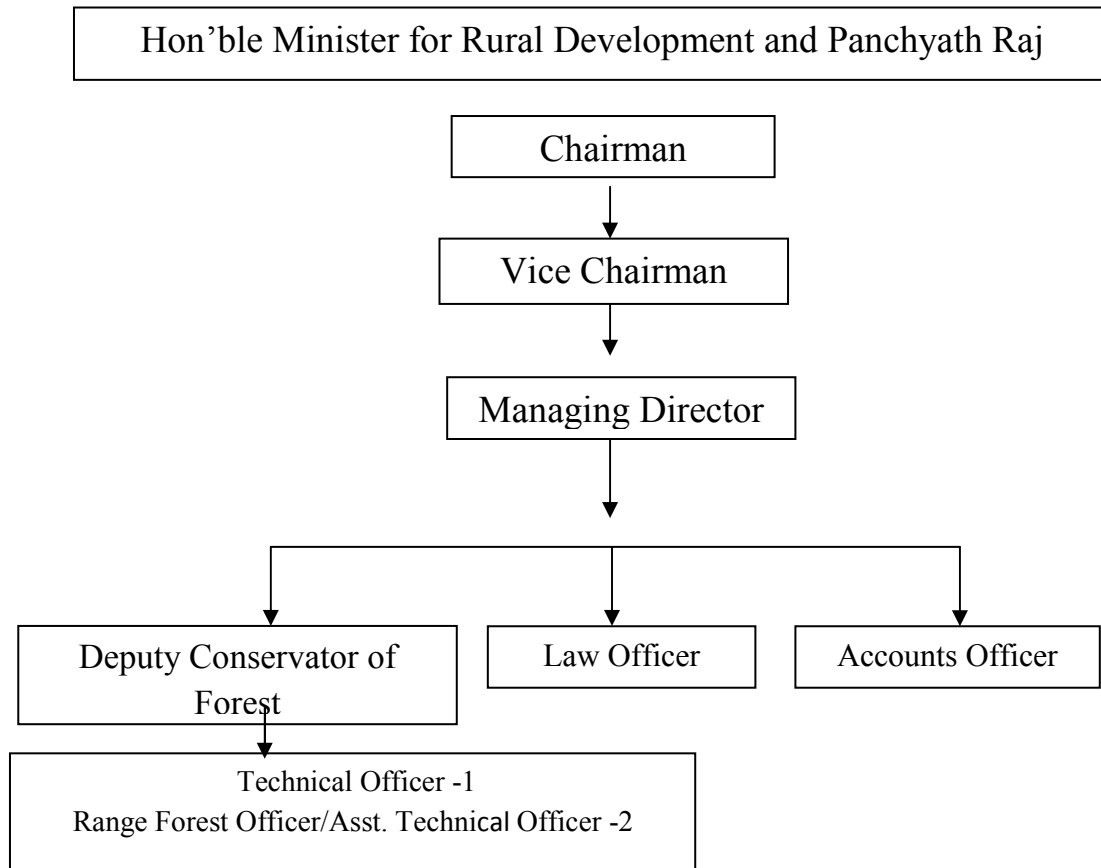 Hon’ble Minister for Rural Development and Panchyath Raj
Chairman
Vice Chairman
Managing Director
Deputy Conservator of
Forest
Law Officer
Accounts Officer
Technical Officer -1
Range Forest Officer/Asst. Technical Officer -2